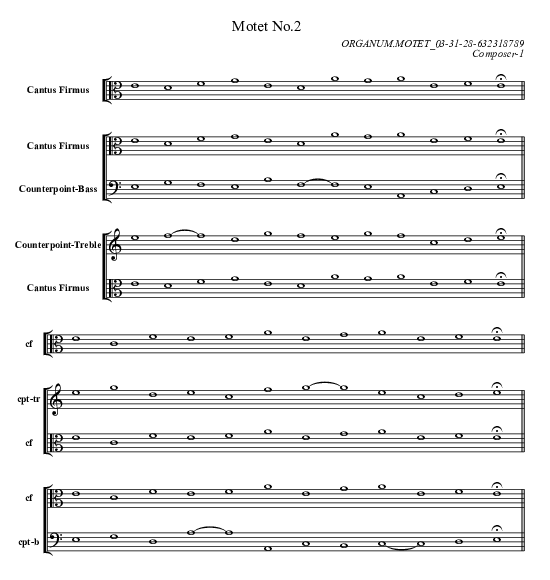 Motet No.2
ORGANUM.MOTET_03-31-28-632318789
Composer-1
Cantus Firmus
Cantus Firmus
Counterpoint-Bass
Counterpoint-Treble
Cantus Firmus
cf
cpt-tr
cf
cf
cpt-b